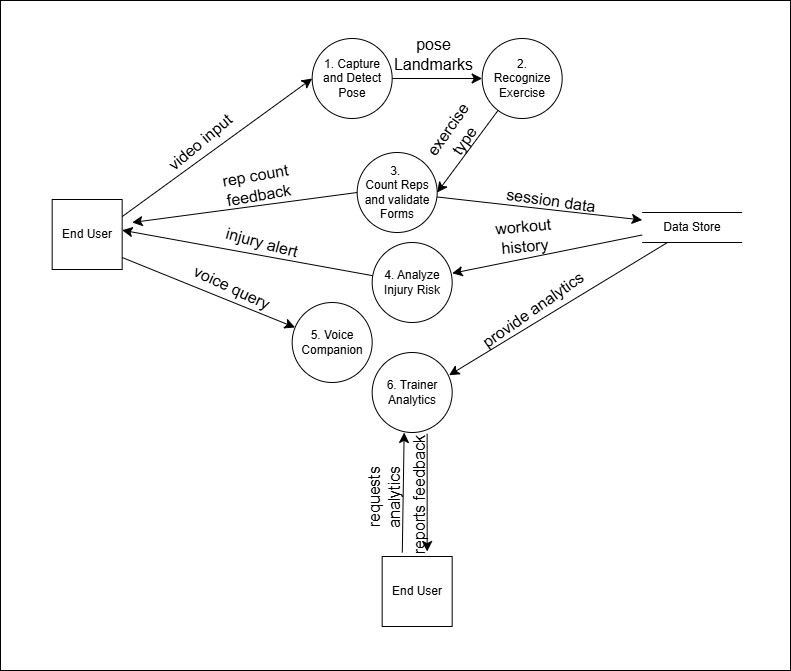 pose
Landmarks
1. Capture
and Detect
Pose
2.
Recognize
Exercise
video input
exercise
type
3.
Count Reps
and validate
Forms
rep count
feedback
session data
End User
Data Store
workout
history
injury alert
4. Analyze
Injury Risk
voice query
provide analytics
5. Voice
Companion
6. Trainer
Analytics
requests
analytics
reports feedback
End User